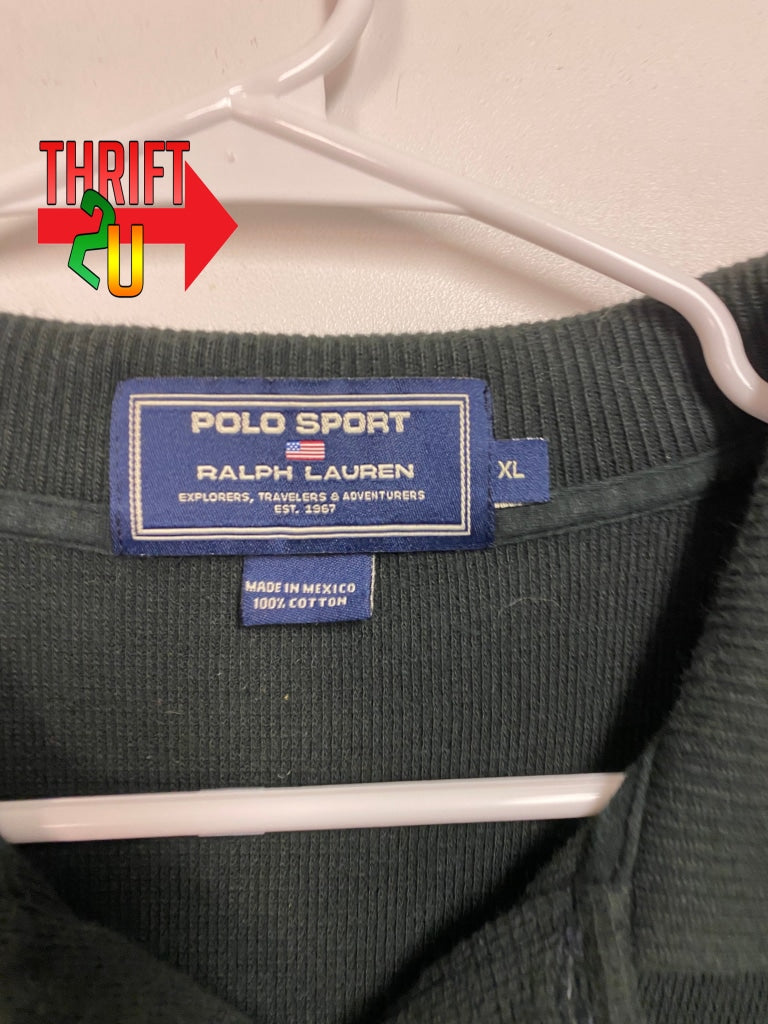 THRIFT
2U
POLO SPORT
RALPH LAUREN
EXPLORERS, TRAVELERS & ADVENTURERS
EST. 1967
XL
MADE IN MEXICO
100% COTTON